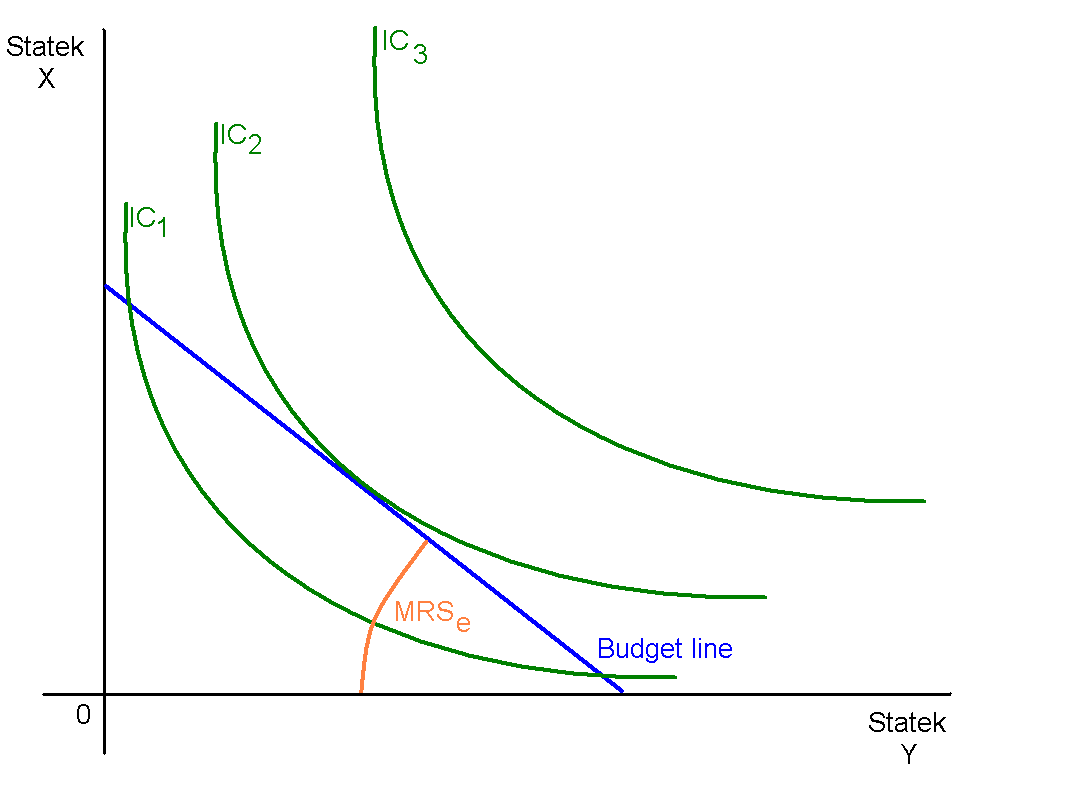 Statek
X
IC3
IC2
IC1
MRSe
Budget line
0
Statek
Y